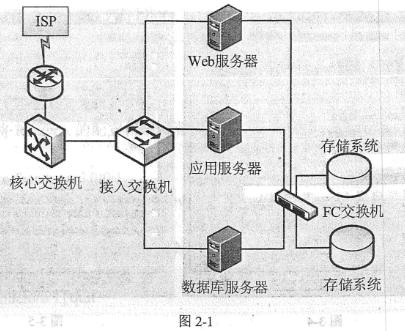 ISP
Web服务器
应用服务器
存储系统
核心交换机
接入交换机
FC交换机
数据库服务器
存储系统
图 2-1